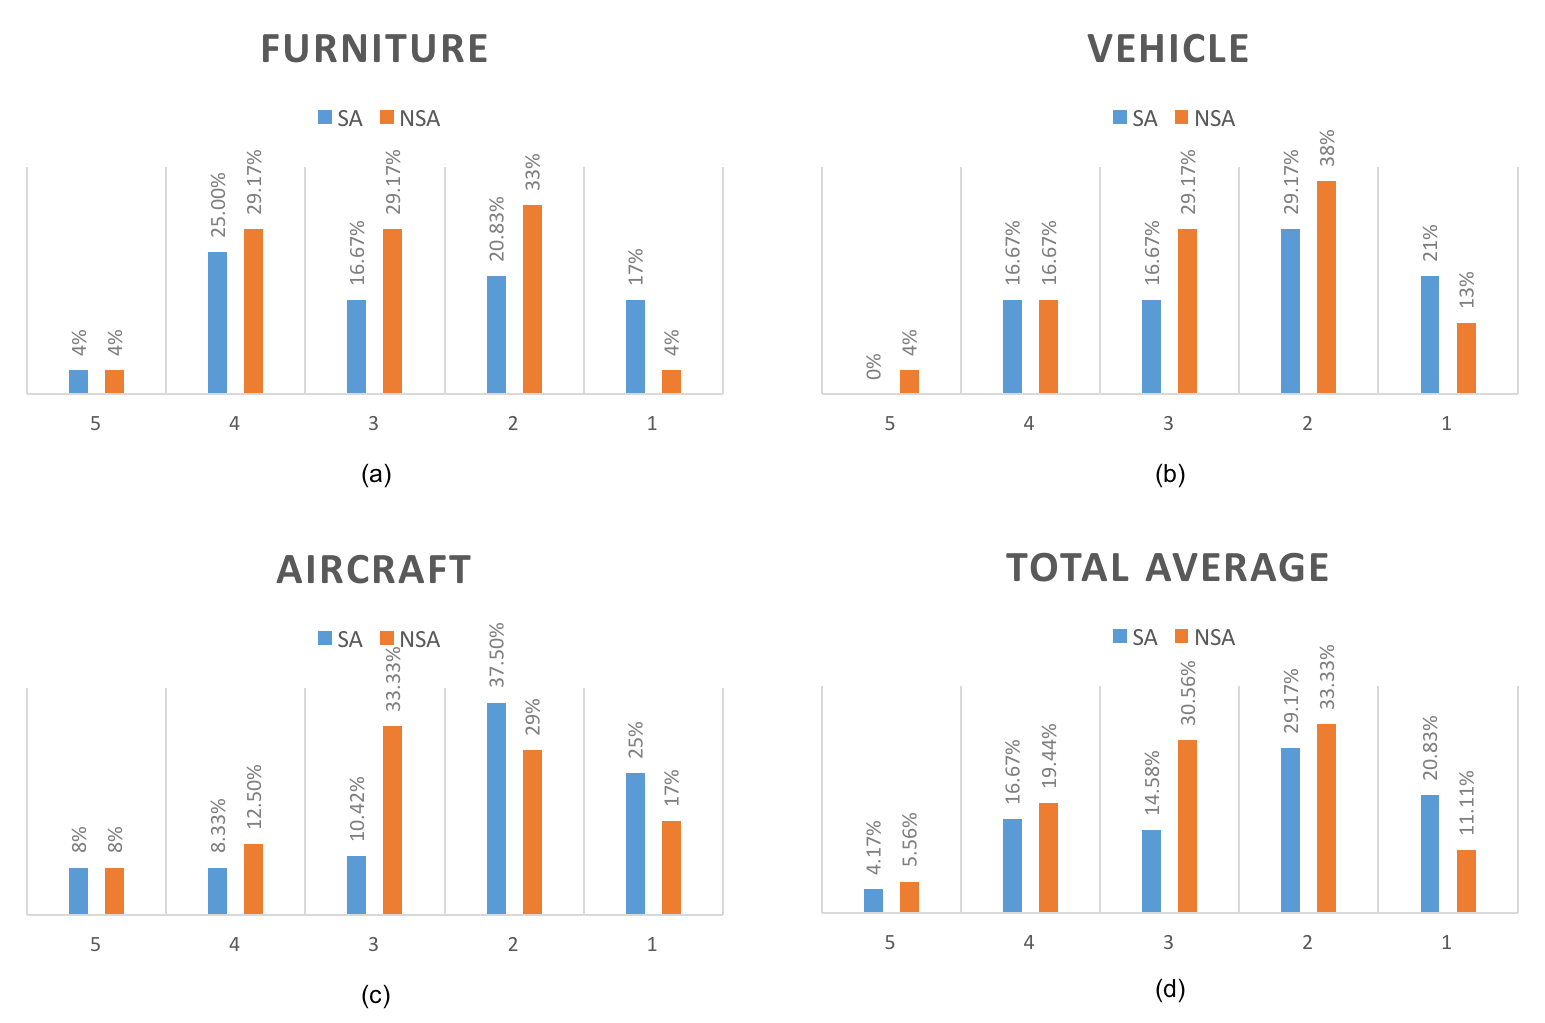 FURNITURE
SA NSA
4% 4% 25.00% 29.17% 16.67% 29.17% 20.83% 33% 17% 4%
5 4 3 2 1
(a)
VEHICLE
SA NSA
0% 4% 16.67% 16.67% 16.67% 29.17% 29.17% 38% 21% 13%
5 4 3 2 1
(b)
AIRCRAFT
SA NSA
8% 8% 8.33% 12.50% 10.42% 33.33% 37.50% 29% 25% 17%
5 4 3 2 1
(c)
TOTAL AVERAGE
SA NSA
4.17% 5.56% 16.67% 19.44% 14.58% 30.56% 29.17% 33.33% 20.83% 11.11%
5 4 3 2 1
(d)